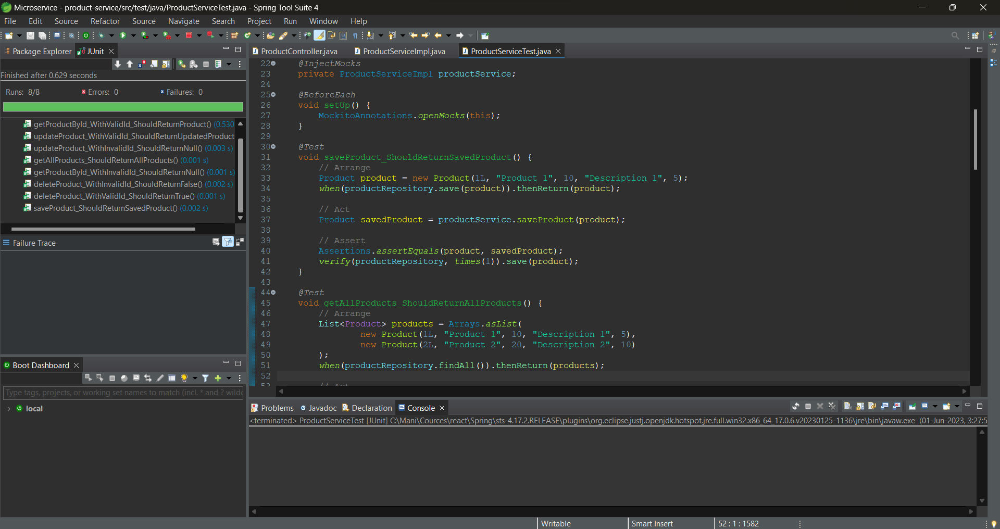 Microservice - product-service/src/test/java/ProductServiceTest.java - Spring Tool Suite 4
File Edit Source Refactor Source Navigate Search Project Run Window Help
Package Explorer JUnit
Finished after 0.629 seconds
Runs: 8/8 Errors: 0 Failures: 0
getProductById_WithValidId_ShouldReturnProduct() (0.530
updateProduct_WithValidId_ShouldReturnUpdatedProduct
updateProduct_WithInvalidId_ShouldReturnNull() (0.003 s)
getAllProducts_ShouldReturnAllProducts() (0.001 s)
getProductById_WithInvalidId_ShouldReturnNull() (0.001 s)
deleteProduct_WithInvalidId_ShouldReturnFalse() (0.002 s)
deleteProduct_WithValidId_ShouldReturnTrue() (0.001 s)
saveProduct_ShouldReturnSavedProduct() (0.002 s)
Failure Trace
Boot Dashboard
Type tags, projects, or working set names to match (incl. * and ? wildc
local
ProductController.java ProductServiceImpl.java ProductServiceTest.java
22 @InjectMocks
23 private ProductServiceImpl productService;
24
25 @BeforeEach
26 void setUp() {
27 MockitoAnnotations.openMocks(this);
28 }
29
30 @Test
31 void saveProduct_ShouldReturnSavedProduct() {
32 // Arrange
33 Product product = new Product(1L, "Product 1", 10, "Description 1", 5);
34 when(productRepository.save(product)).thenReturn(product);
35
36 // Act
37 Product savedProduct = productService.saveProduct(product);
38
39 // Assert
40 Assertions.assertEquals(product, savedProduct);
41 verify(productRepository, times(1)).save(product);
42 }
43
44 @Test
45 void getAllProducts_ShouldReturnAllProducts() {
46 // Arrange
47 List<Product> products = Arrays.asList(
48 new Product(1L, "Product 1", 10, "Description 1", 5),
49 new Product(2L, "Product 2", 20, "Description 2", 10)
50 );
51 when(productRepository.findAll()).thenReturn(products);
52
53 // Act
Problems Javadoc Declaration Console
<terminated> ProductServiceTest [JUnit] C:\Mani\Cources\react\Spring\sts-4.17.2.RELEASE\plugins\org.eclipse.justj.openjdk.hotspot.jre.full.win32.x86_64_17.0.6.v20230125-1136\jre\bin\javaw.exe (01-Jun-2023, 3:27:5
Writable Smart Insert 52 : 1 : 1582